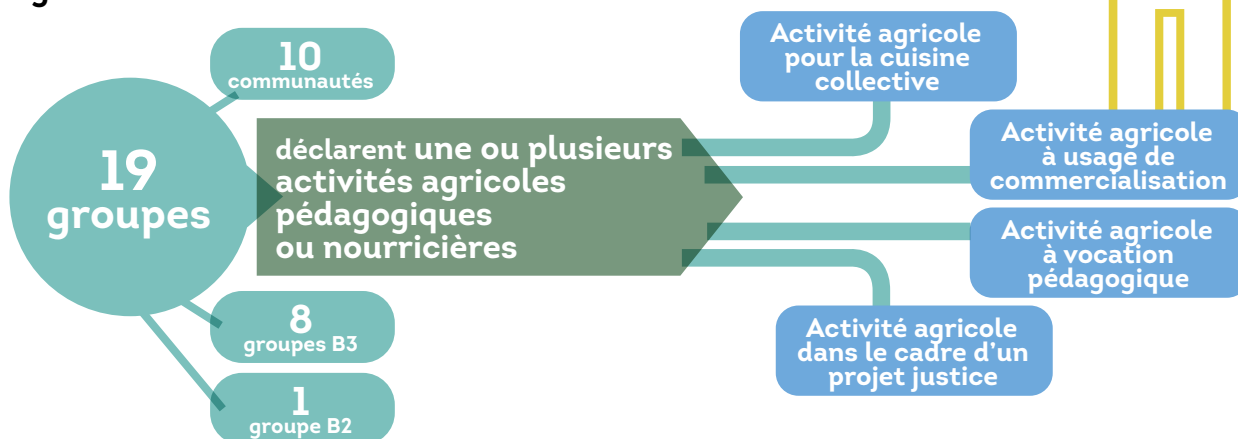 10
communautés
19
groupes
8
groupes B3
1
groupe B2
déclarent une ou plusieurs
activités agricoles
pédagogiques
ou nourricières
Activité agricole
pour la cuisine
collective
Activité agricole
à usage de
commercialisation
Activité agricole
à vocation
pédagogique
Activité agricole
dans le cadre d'un
projet justice